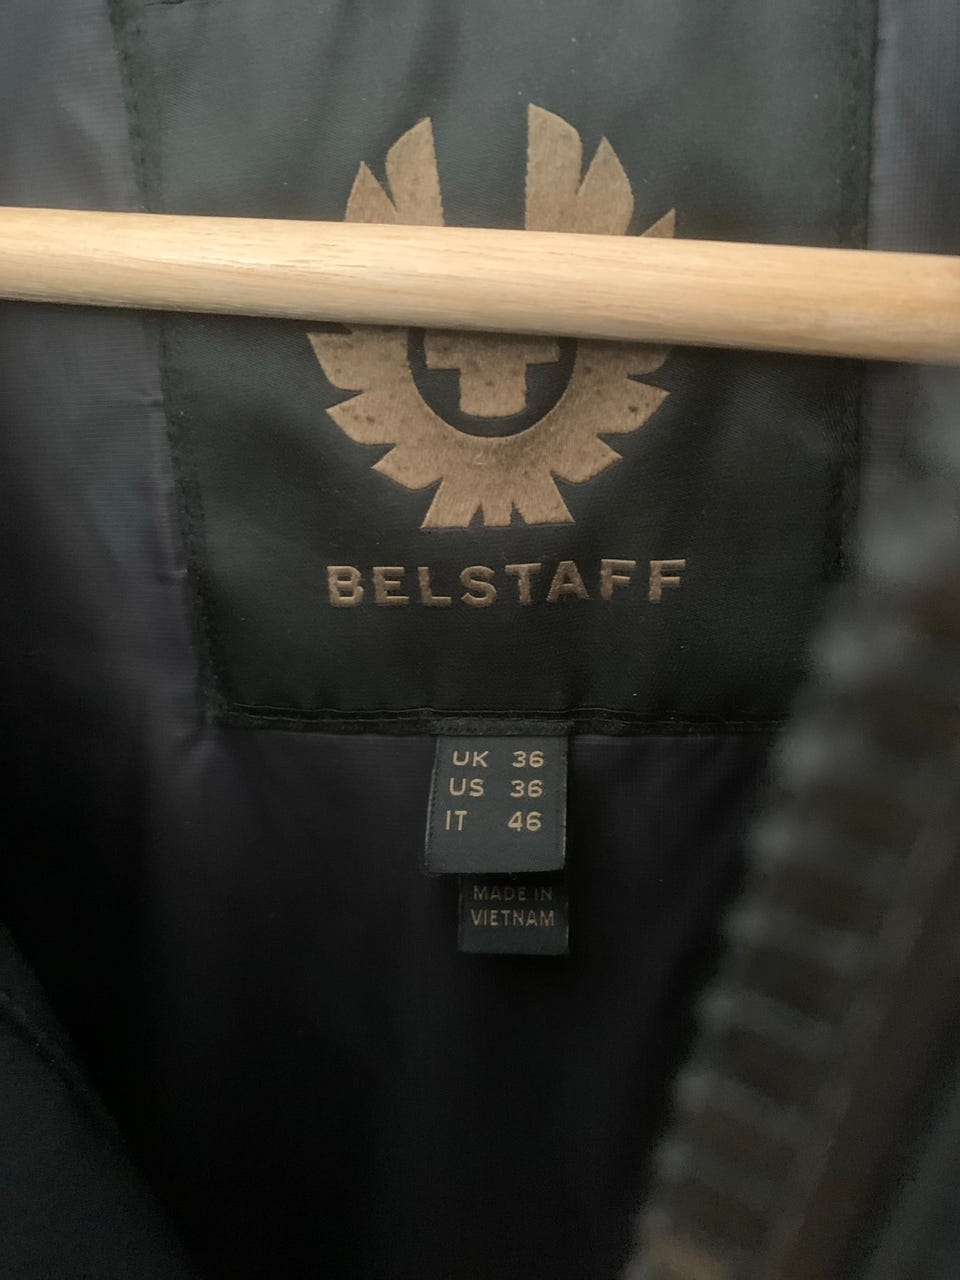 BELSTAFF
UK 36
US 36
IT 46
MADE IN
VIETNAM